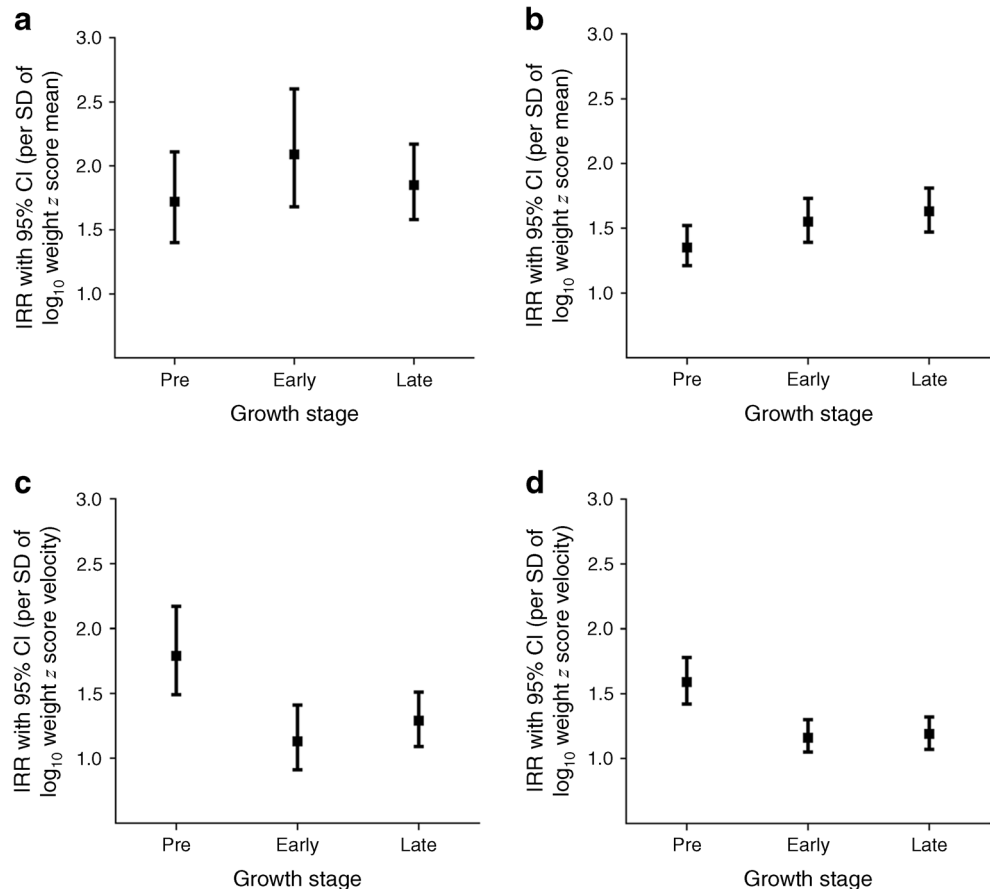 a
IRR with 95% CI (per SD of
log₁₀ weight z score mean)
3.0
2.5
2.0
1.5
1.0
Pre Early Late
Growth stage
b
IRR with 95% CI (per SD of
log₁₀ weight z score mean)
3.0
2.5
2.0
1.5
1.0
Pre Early Late
Growth stage
c
IRR with 95% CI (per SD of
log₁₀ weight z score velocity)
3.0
2.5
2.0
1.5
1.0
Pre Early Late
Growth stage
d
IRR with 95% CI (per SD of
log₁₀ weight z score velocity)
3.0
2.5
2.0
1.5
1.0
Pre Early Late
Growth stage